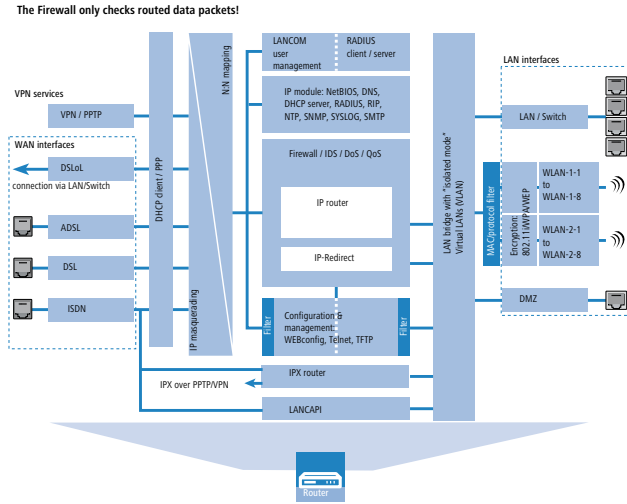 The Firewall only checks routed data packets!
LANCOM
user
management
RADIUS
client / server
LAN interfaces
N:N mapping
IP masquerading
VPN services
VPN / PPTP
IP module: NetBIOS, DNS,
DHCP server, RADIUS, RIP,
NTP, SNMP, SYSLOG, SMTP
LAN / Switch
WAN interfaces
DSLoL
connection via LAN/Switch
ADSL
DSL
ISDN
DHCP client / PPP
Firewall / IDS / DoS / QoS
IP router
IP-Redirect
LAN bridge with "isolated mode"
Virtual LANs (VLAN)
MAC/protocol filter
Encryption:
802.11i/WPA/WEP
WLAN-1-1
to
WLAN-1-8
WLAN-2-1
to
WLAN-2-8
DMZ
Filter
Configuration &
management:
WEBconfig, Telnet, TFTP
Filter
IPX router
IPX over PPTP/VPN
LANCAPI
Router